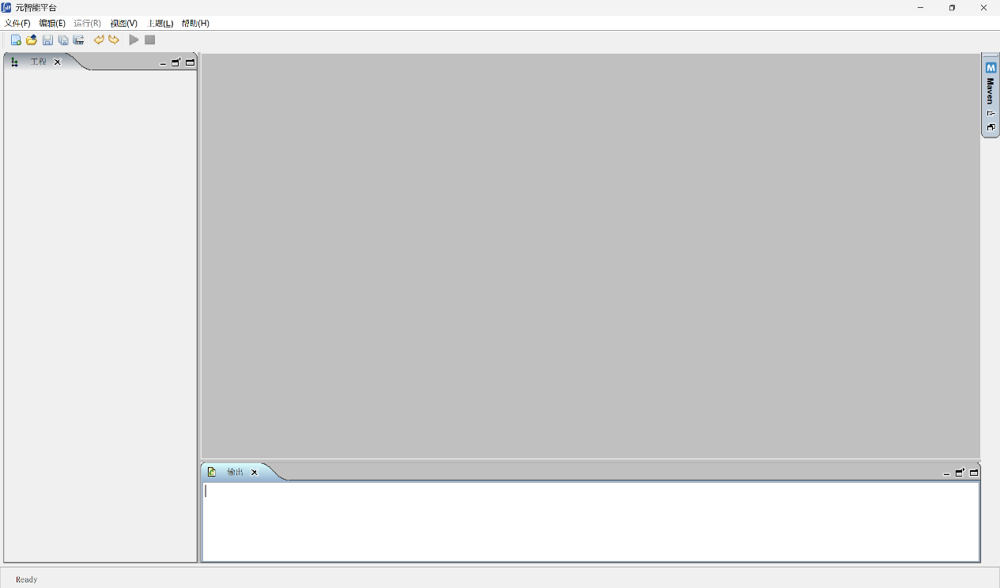 元智能平台
文件(F) 编辑(E) 运行(R) 视图(V) 主题(L) 帮助(H)
工程
M Maven
输出
Ready